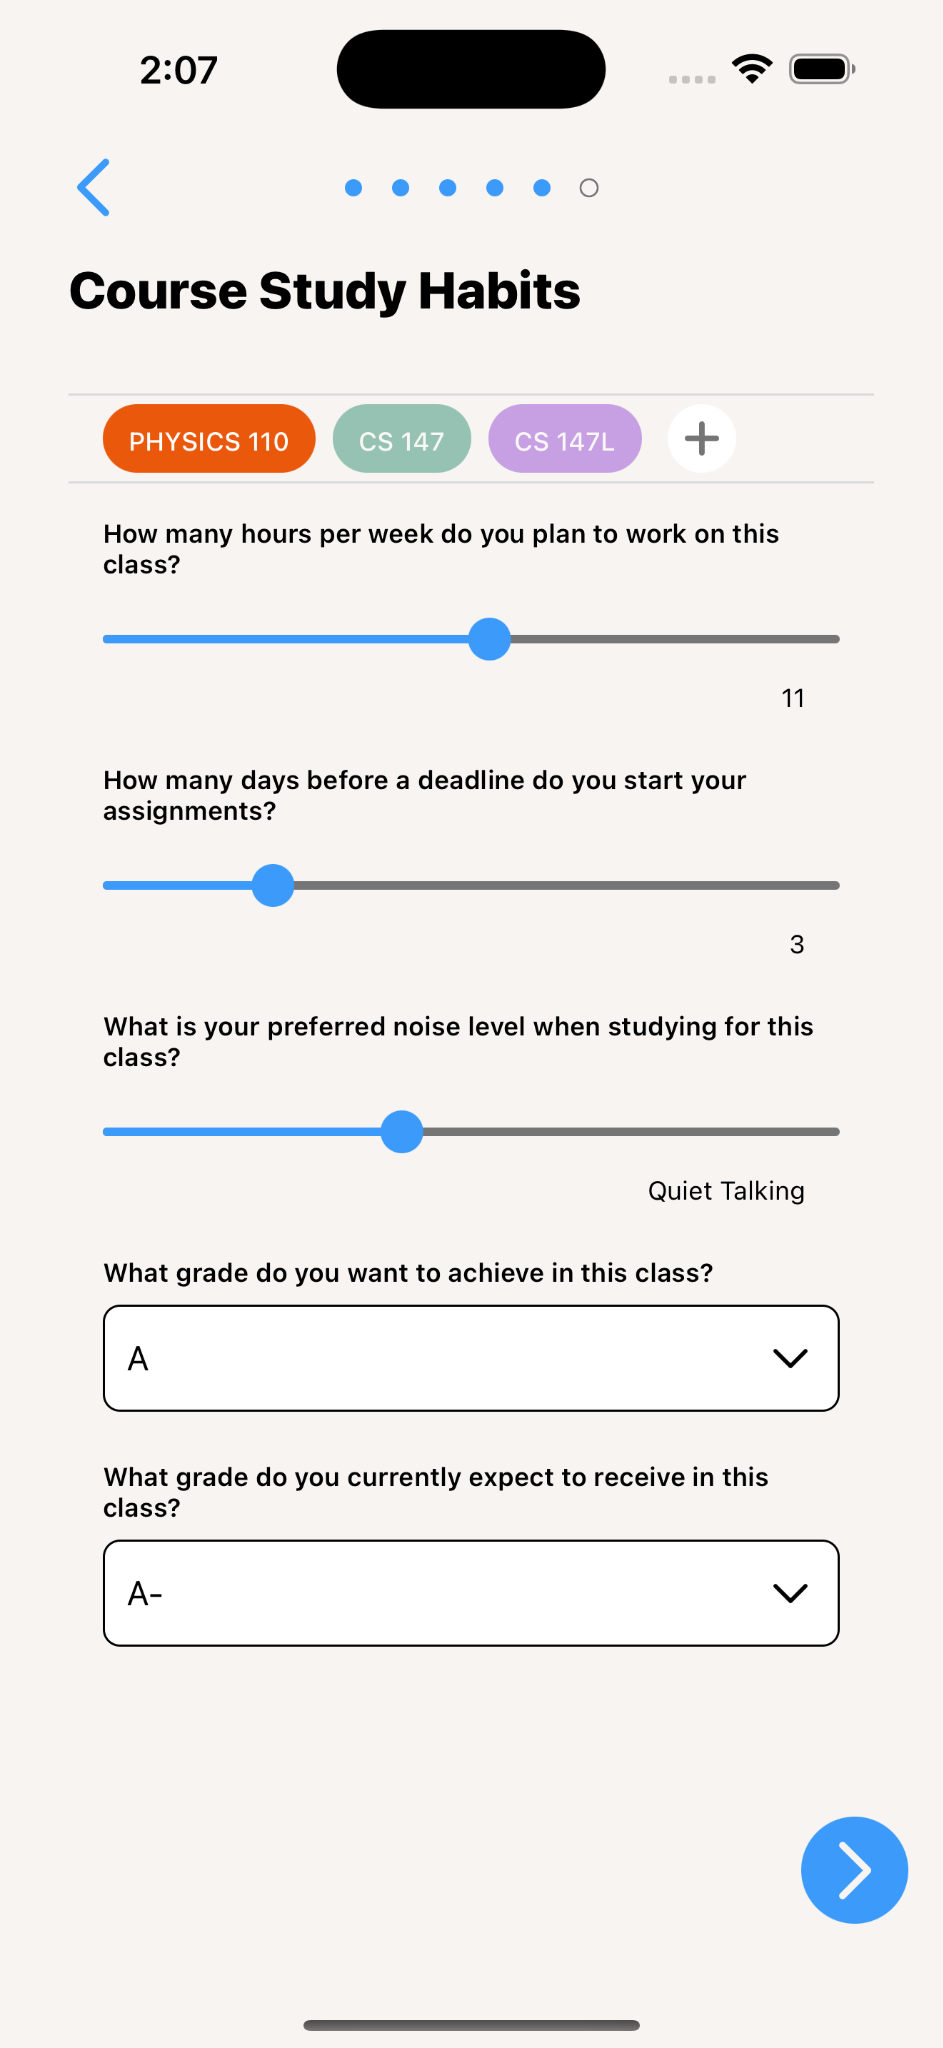 2:07
Course Study Habits
PHYSICS 110 CS 147 CS 147L +
How many hours per week do you plan to work on this
class?
11
How many days before a deadline do you start your
assignments?
3
What is your preferred noise level when studying for this
class?
Quiet Talking
What grade do you want to achieve in this class?
A
What grade do you currently expect to receive in this
class?
A-